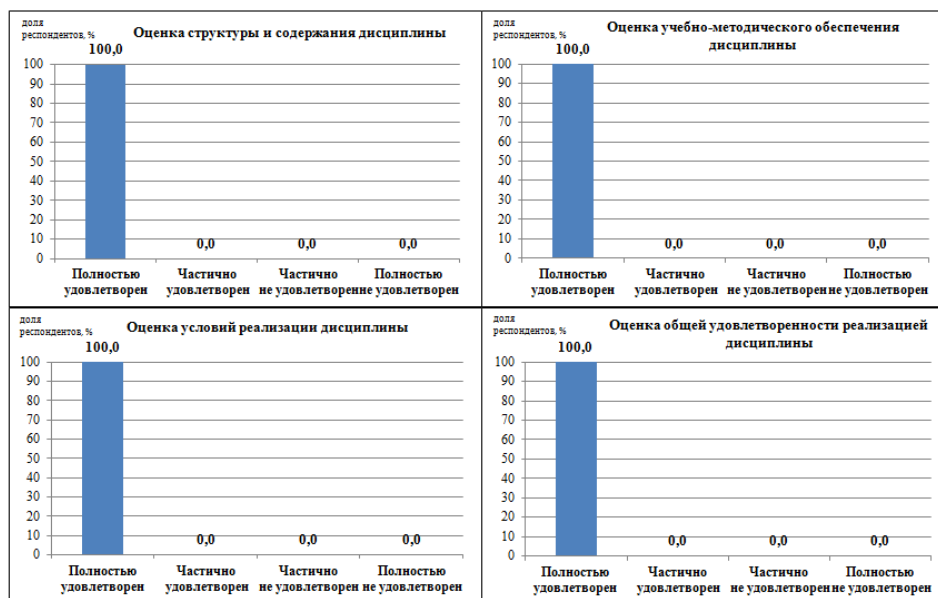 доля
респондентов, %
Оценка структуры и содержания дисциплины
100,0
100
90
80
70
60
50
40
30
20
10
0
0,0 0,0 0,0
Полностью удовлетворен
Частично удовлетворен
Частично не удовлетворен
Полностью не удовлетворен
доля
респондентов, %
Оценка учебно-методического обеспечения
дисциплины
100,0
100
90
80
70
60
50
40
30
20
10
0
0,0 0,0 0,0
Полностью удовлетворен
Частично удовлетворен
Частично не удовлетворен
Полностью не удовлетворен
доля
респондентов, %
Оценка условий реализации дисциплины
100,0
100
90
80
70
60
50
40
30
20
10
0
0,0 0,0 0,0
Полностью удовлетворен
Частично удовлетворен
Частично не удовлетворен
Полностью не удовлетворен
доля
респондентов, %
Оценка общей удовлетворенности реализацией
дисциплины
100,0
100
90
80
70
60
50
40
30
20
10
0
0,0 0,0 0,0
Полностью удовлетворен
Частично удовлетворен
Частично не удовлетворен
Полностью не удовлетворен